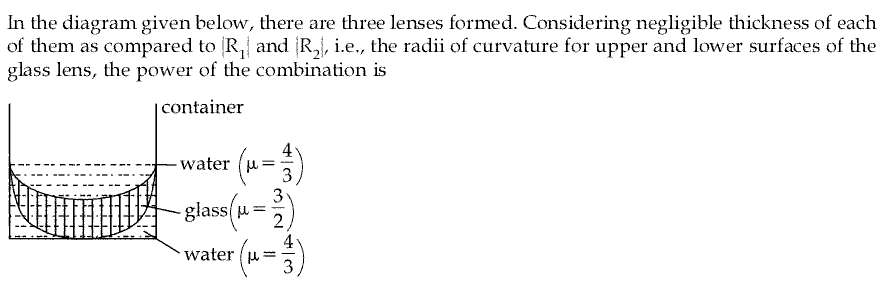 In the diagram given below, there are three lenses formed. Considering negligible thickness of each
of them as compared to |R₁| and |R₂|, i.e., the radii of curvature for upper and lower surfaces of the
glass lens, the power of the combination is
container
water (μ = 4/3)
glass (μ = 3/2)
water (μ = 4/3)